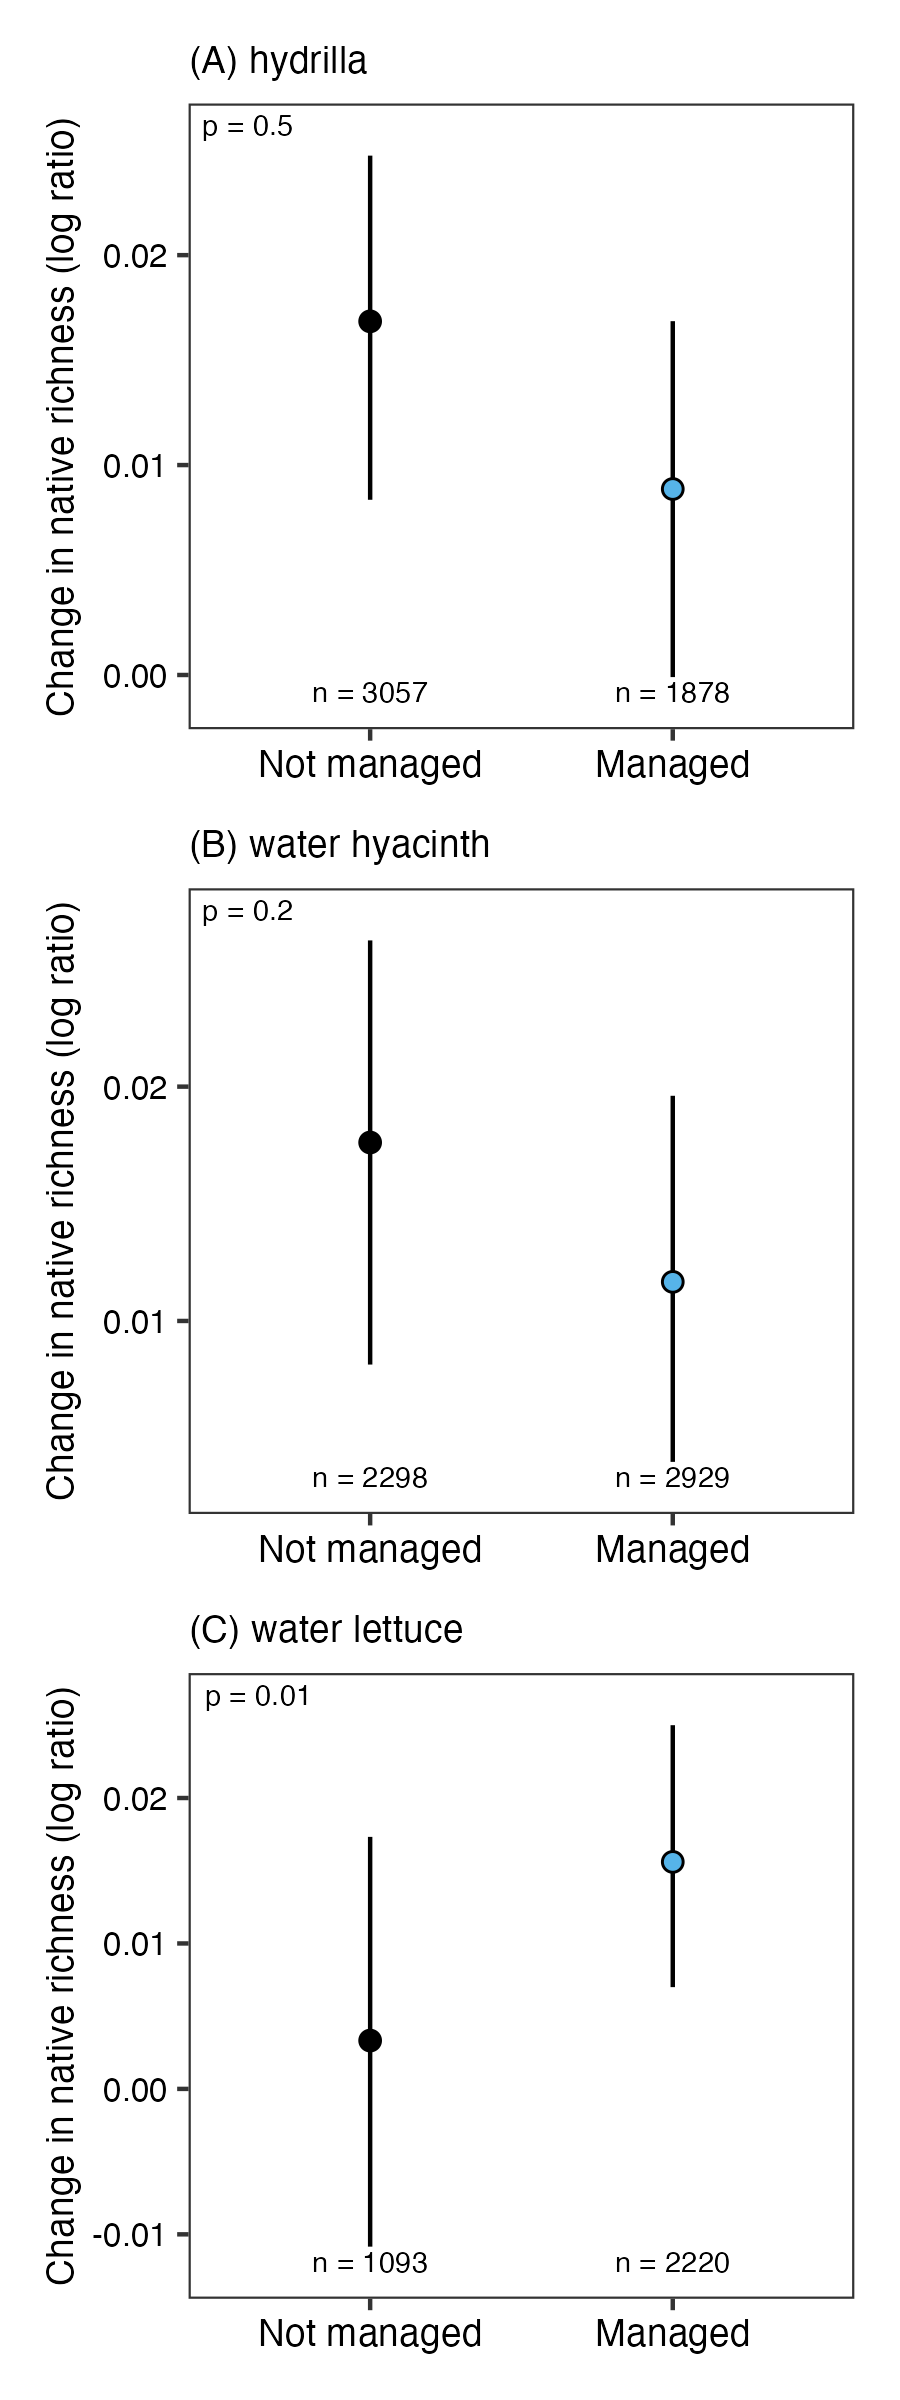 (A) hydrilla
p = 0.5
Change in native richness (log ratio)
0.02
0.01
0.00
n = 3057
n = 1878
Not managed
Managed
(B) water hyacinth
p = 0.2
Change in native richness (log ratio)
0.02
0.01
n = 2298
n = 2929
Not managed
Managed
(C) water lettuce
p = 0.01
Change in native richness (log ratio)
0.02
0.01
0.00
-0.01
n = 1093
n = 2220
Not managed
Managed